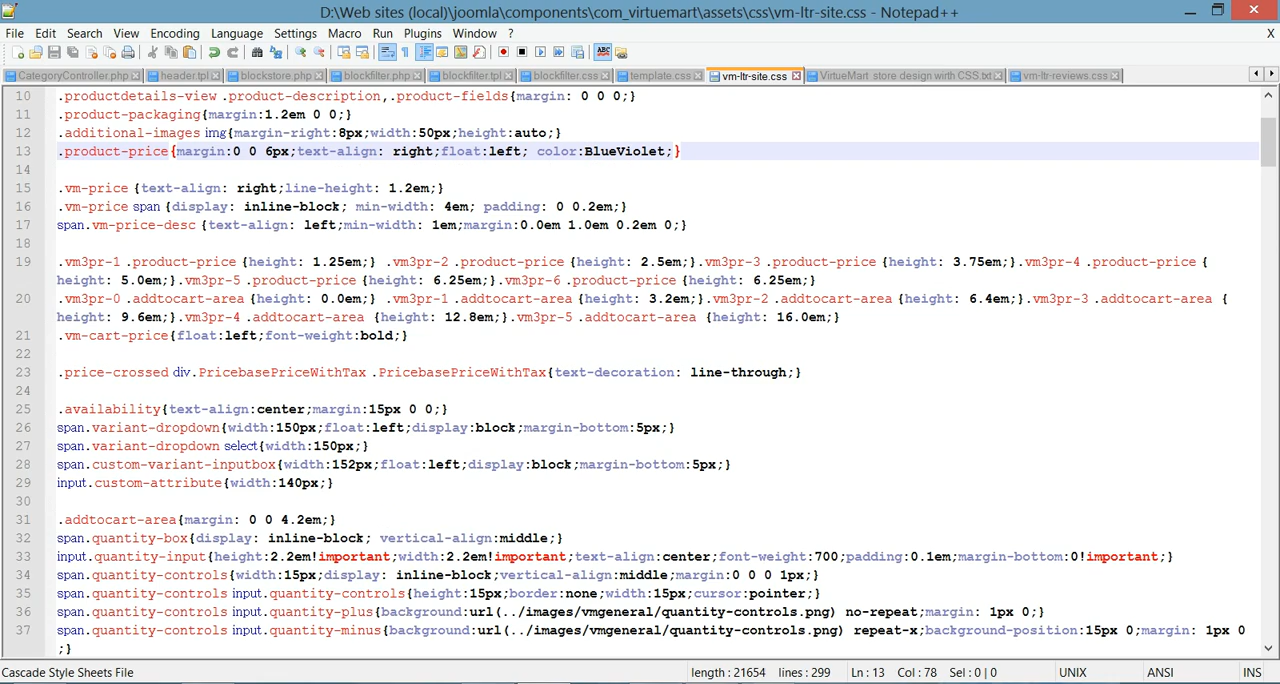 D:\Web sites (local)\joomla\components\com_virtuemart\assets\css\vm-ltr-site.css - Notepad++
File Edit Search View Encoding Language Settings Macro Run Plugins Window ? X
CategoryController.php header.tpl blockstore.php blockfilter.php blockfilter.tpl blockfilter.css template.css vm-ltr-site.css VirtueMart store design with CSS.txt vm-ltr-reviews.css
10 .productdetails-view .product-description,.product-fields{margin: 0 0 0;}
11 .product-packaging{margin:1.2em 0 0;}
12 .additional-images img{margin-right:8px;width:50px;height:auto;}
13 .product-price{margin:0 0 6px;text-align: right;float:left; color:BlueViolet;}
14
15 .vm-price {text-align: right;line-height: 1.2em;}
16 .vm-price span {display: inline-block; min-width: 4em; padding: 0 0.2em;}
17 span.vm-price-desc {text-align: left;min-width: 1em;margin:0.0em 1.0em 0.2em 0;}
18
19 .vm3pr-1 .product-price {height: 1.25em;} .vm3pr-2 .product-price {height: 2.5em;}.vm3pr-3 .product-price {height: 3.75em;}.vm3pr-4 .product-price {
height: 5.0em;}.vm3pr-5 .product-price {height: 6.25em;}.vm3pr-6 .product-price {height: 6.25em;}
20 .vm3pr-0 .addtocart-area {height: 0.0em;} .vm3pr-1 .addtocart-area {height: 3.2em;}.vm3pr-2 .addtocart-area {height: 6.4em;}.vm3pr-3 .addtocart-area {
height: 9.6em;}.vm3pr-4 .addtocart-area {height: 12.8em;}.vm3pr-5 .addtocart-area {height: 16.0em;}
21 .vm-cart-price{float:left;font-weight:bold;}
22
23 .price-crossed div.PricebasePriceWithTax .PricebasePriceWithTax{text-decoration: line-through;}
24
25 .availability{text-align:center;margin:15px 0 0;}
26 span.variant-dropdown{width:150px;float:left;display:block;margin-bottom:5px;}
27 span.variant-dropdown select{width:150px;}
28 span.custom-variant-inputbox{width:152px;float:left;display:block;margin-bottom:5px;}
29 input.custom-attribute{width:140px;}
30
31 .addtocart-area{margin: 0 0 4.2em;}
32 span.quantity-box{display: inline-block; vertical-align:middle;}
33 input.quantity-input{height:2.2em!important;width:2.2em!important;text-align:center;font-weight:700;padding:0.1em;margin-bottom:0!important;}
34 span.quantity-controls{width:15px;display: inline-block;vertical-align:middle;margin:0 0 0 1px;}
35 span.quantity-controls input.quantity-controls{height:15px;border:none;width:15px;cursor:pointer;}
36 span.quantity-controls input.quantity-plus{background:url(../images/vmgeneral/quantity-controls.png) no-repeat;margin: 1px 0;}
37 span.quantity-controls input.quantity-minus{background:url(../images/vmgeneral/quantity-controls.png) repeat-x;background-position:15px 0;margin: 1px 0
;}
Cascade Style Sheets File length : 21654 lines : 299 Ln : 13 Col : 78 Sel : 0 | 0 UNIX ANSI INS